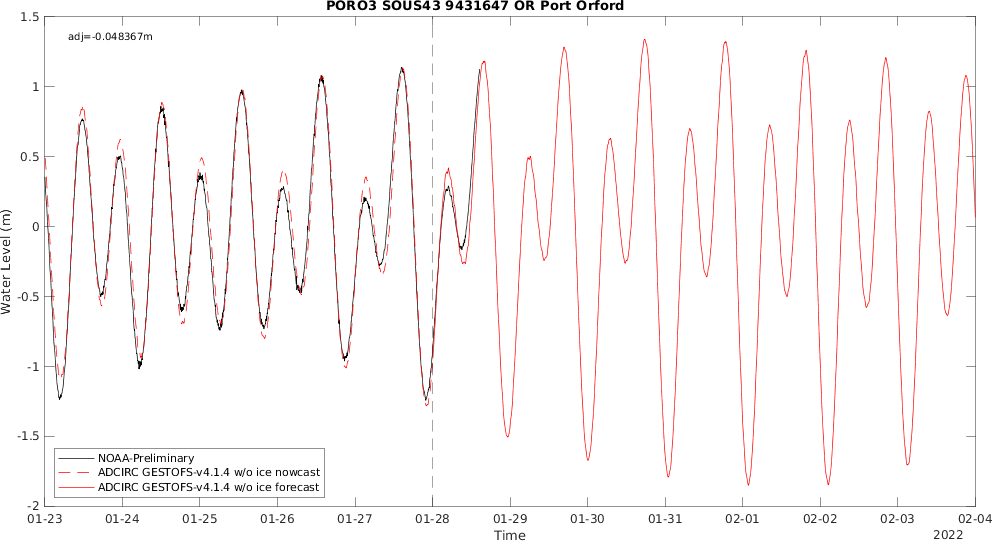 PORO3 SOUS43 9431647 OR Port Orford
adj=-0.048367m
1.5
1
0.5
0
-0.5
-1
-1.5
-2
Water Level (m)
NOAA-Preliminary
ADCIRC GESTOFS-v4.1.4 w/o ice nowcast
ADCIRC GESTOFS-v4.1.4 w/o ice forecast
01-23 01-24 01-25 01-26 01-27 01-28 01-29 01-30 01-31 02-01 02-02 02-03 02-04
Time
2022